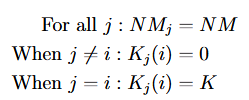 For all j : NM_j = NM
When j ≠ i : K_j(i) = 0
When j = i : K_j(i) = K